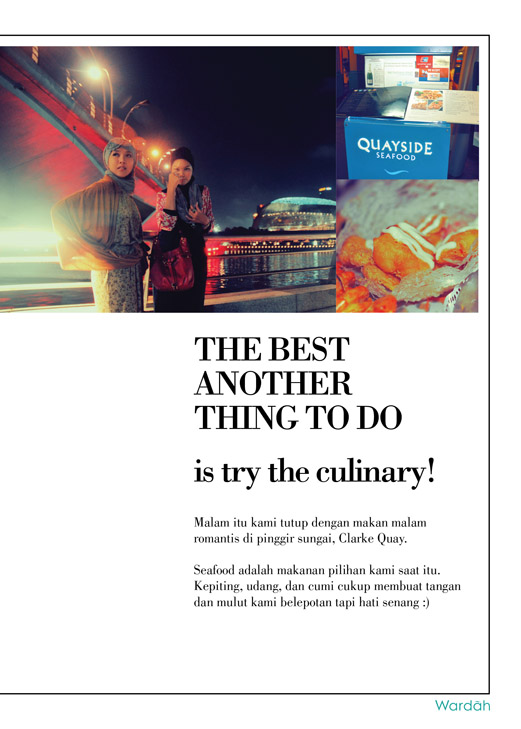 QUAYSIDE
SEAFOOD
THE BEST
ANOTHER
THING TO DO
is try the culinary!
Malam itu kami tutup dengan makan malam
romantis di pinggir sungai, Clarke Quay.
Seafood adalah makanan pilihan kami saat itu.
Kepiting, udang, dan cumi cukup membuat tangan
dan mulut kami belepotan tapi hati senang :)
Wardāh